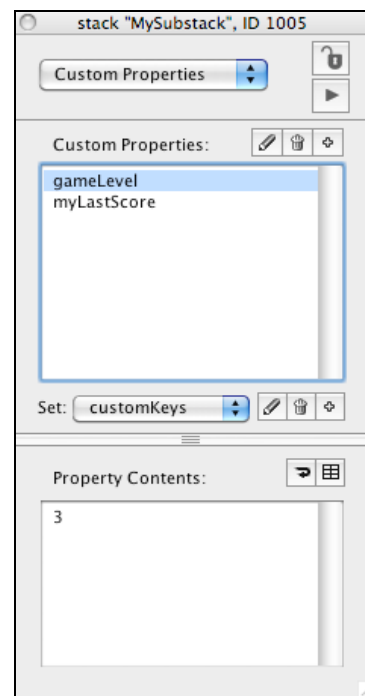 stack "MySubstack", ID 1005
Custom Properties
Custom Properties:
gameLevel
myLastScore
Set: customKeys
Property Contents:
3